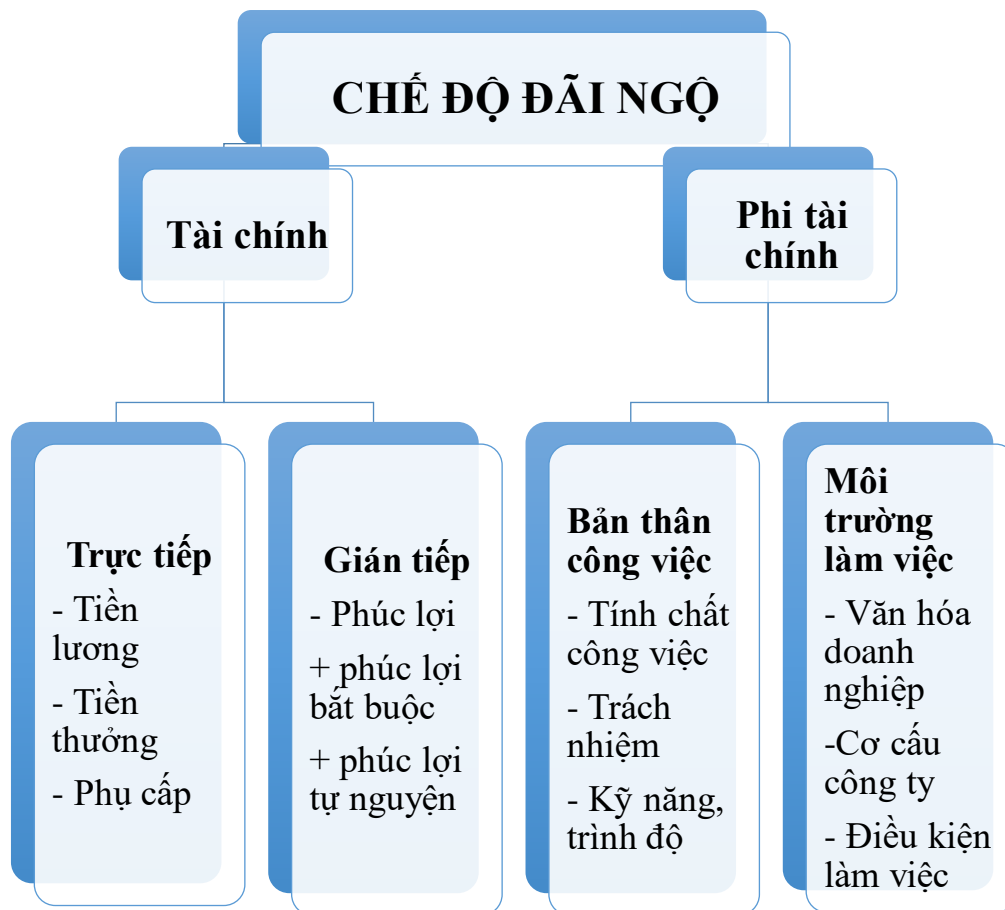 CHẾ ĐỘ ĐÃI NGỘ
Tài chính
Phi tài
chính
Trực tiếp
- Tiền
lương
- Tiền
thưởng
- Phụ cấp
Gián tiếp
- Phúc lợi
+ phúc lợi
bắt buộc
+ phúc lợi
tự nguyện
Bản thân
công việc
- Tính chất
công việc
- Trách
nhiệm
- Kỹ năng,
trình độ
Môi
trường
làm việc
- Văn hóa
doanh
nghiệp
-Cơ cấu
công ty
- Điều kiện
làm việc